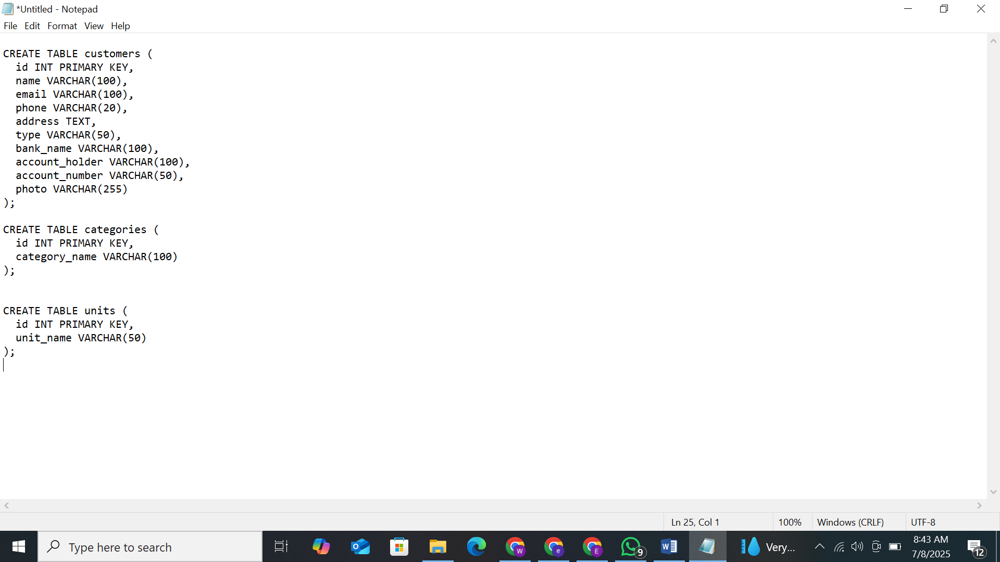 *Untitled - Notepad
File Edit Format View Help
CREATE TABLE customers (
  id INT PRIMARY KEY,
  name VARCHAR(100),
  email VARCHAR(100),
  phone VARCHAR(20),
  address TEXT,
  type VARCHAR(50),
  bank_name VARCHAR(100),
  account_holder VARCHAR(100),
  account_number VARCHAR(50),
  photo VARCHAR(255)
);
CREATE TABLE categories (
  id INT PRIMARY KEY,
  category_name VARCHAR(100)
);
CREATE TABLE units (
  id INT PRIMARY KEY,
  unit_name VARCHAR(50)
);
Ln 25, Col 1 100% Windows (CRLF) UTF-8
Type here to search
W e E 9 W Very...
8:43 AM
7/8/2025
12